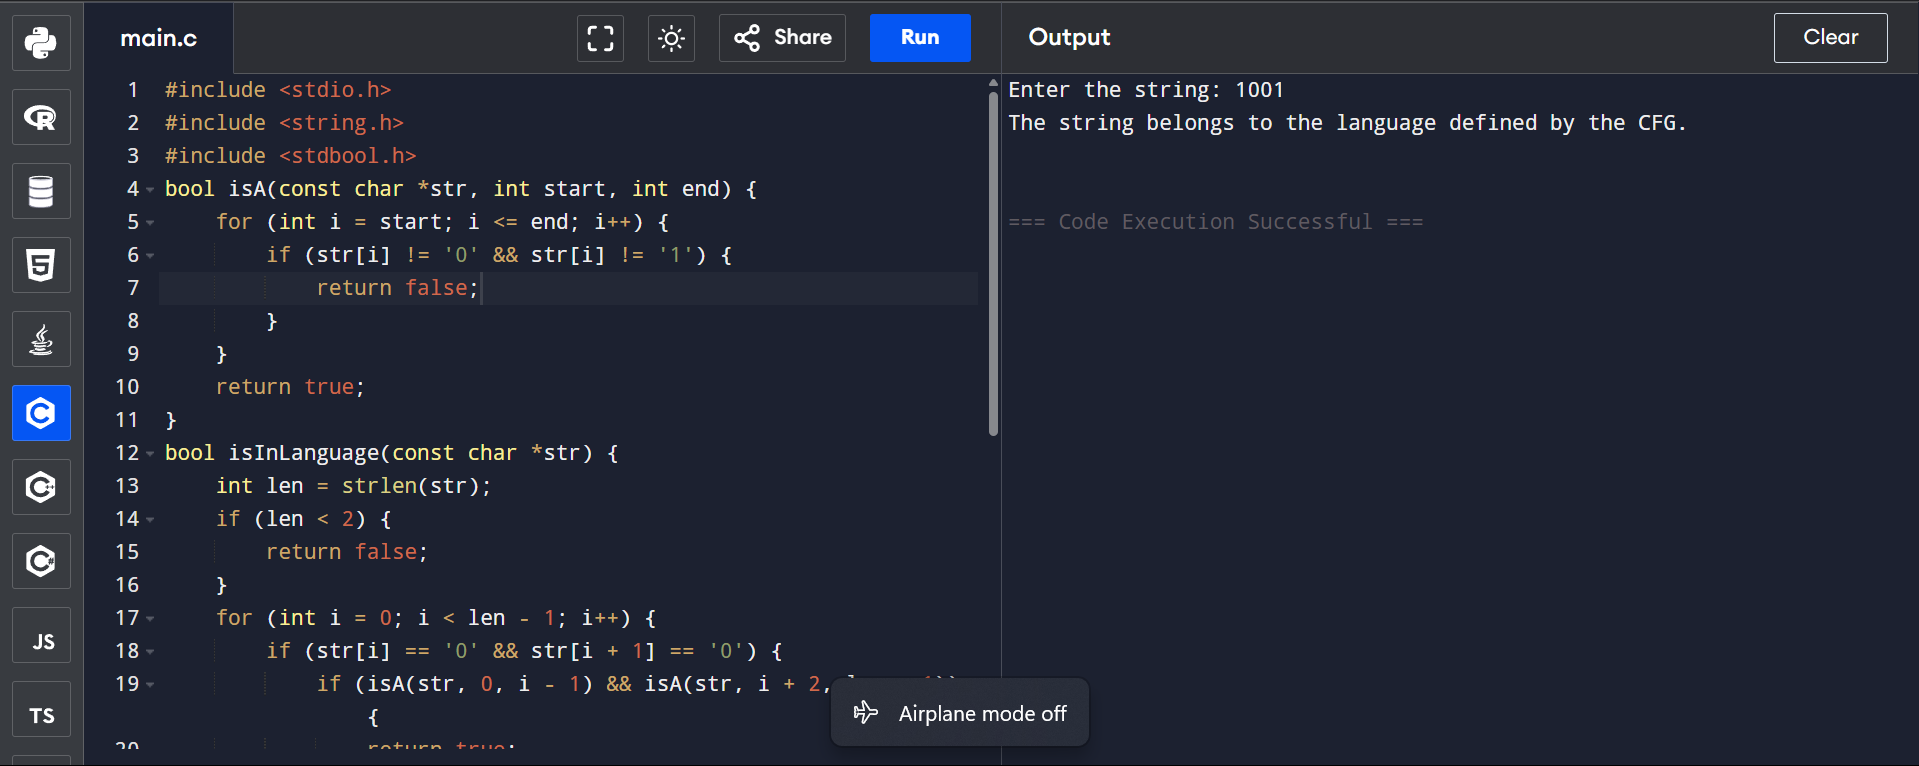 main.c
Share
Run
Output
Clear
1 #include <stdio.h>
2 #include <string.h>
3 #include <stdbool.h>
4 bool isA(const char *str, int start, int end) {
5 for (int i = start; i <= end; i++) {
6 if (str[i] != '0' && str[i] != '1') {
7 return false;
8 }
9 }
10 return true;
11 }
12 bool isInLanguage(const char *str) {
13 int len = strlen(str);
14 if (len < 2) {
15 return false;
16 }
17 for (int i = 0; i < len - 1; i++) {
18 if (str[i] == '0' && str[i + 1] == '0') {
19 if (isA(str, 0, i - 1) && isA(str, i + 2,
{
20 return true;
Enter the string: 1001
The string belongs to the language defined by the CFG.
=== Code Execution Successful ===
JS
TS
Airplane mode off